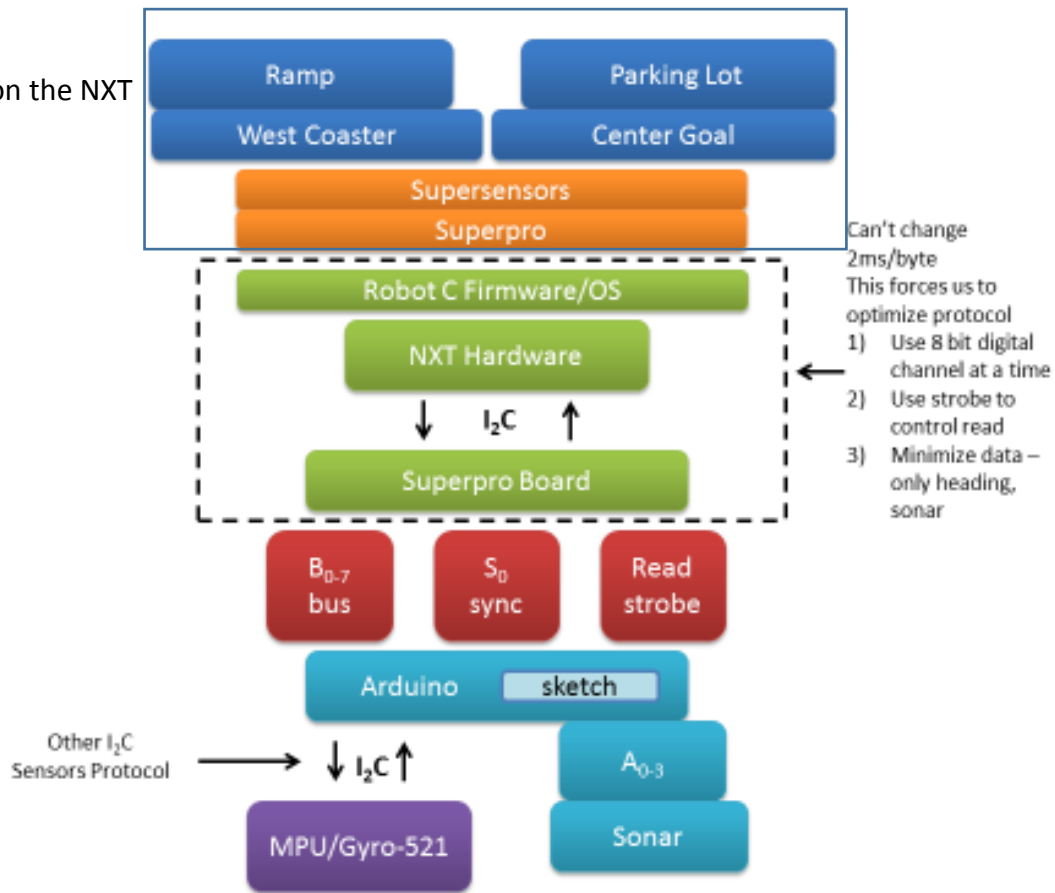 Ramp
Parking Lot
on the NXT
West Coaster
Center Goal
Supersensors
Superpro
Can't change
2ms/byte
This forces us to
optimize protocol
1) Use 8 bit digital
channel at a time
2) Use strobe to
control read
3) Minimize data –
only heading,
sonar
Robot C Firmware/OS
NXT Hardware
I₂C
Superpro Board
B₀₋₇
bus
S₀
sync
Read
strobe
Arduino
sketch
Other I₂C
Sensors Protocol
I₂C
A₀₋₃
MPU/Gyro-521
Sonar